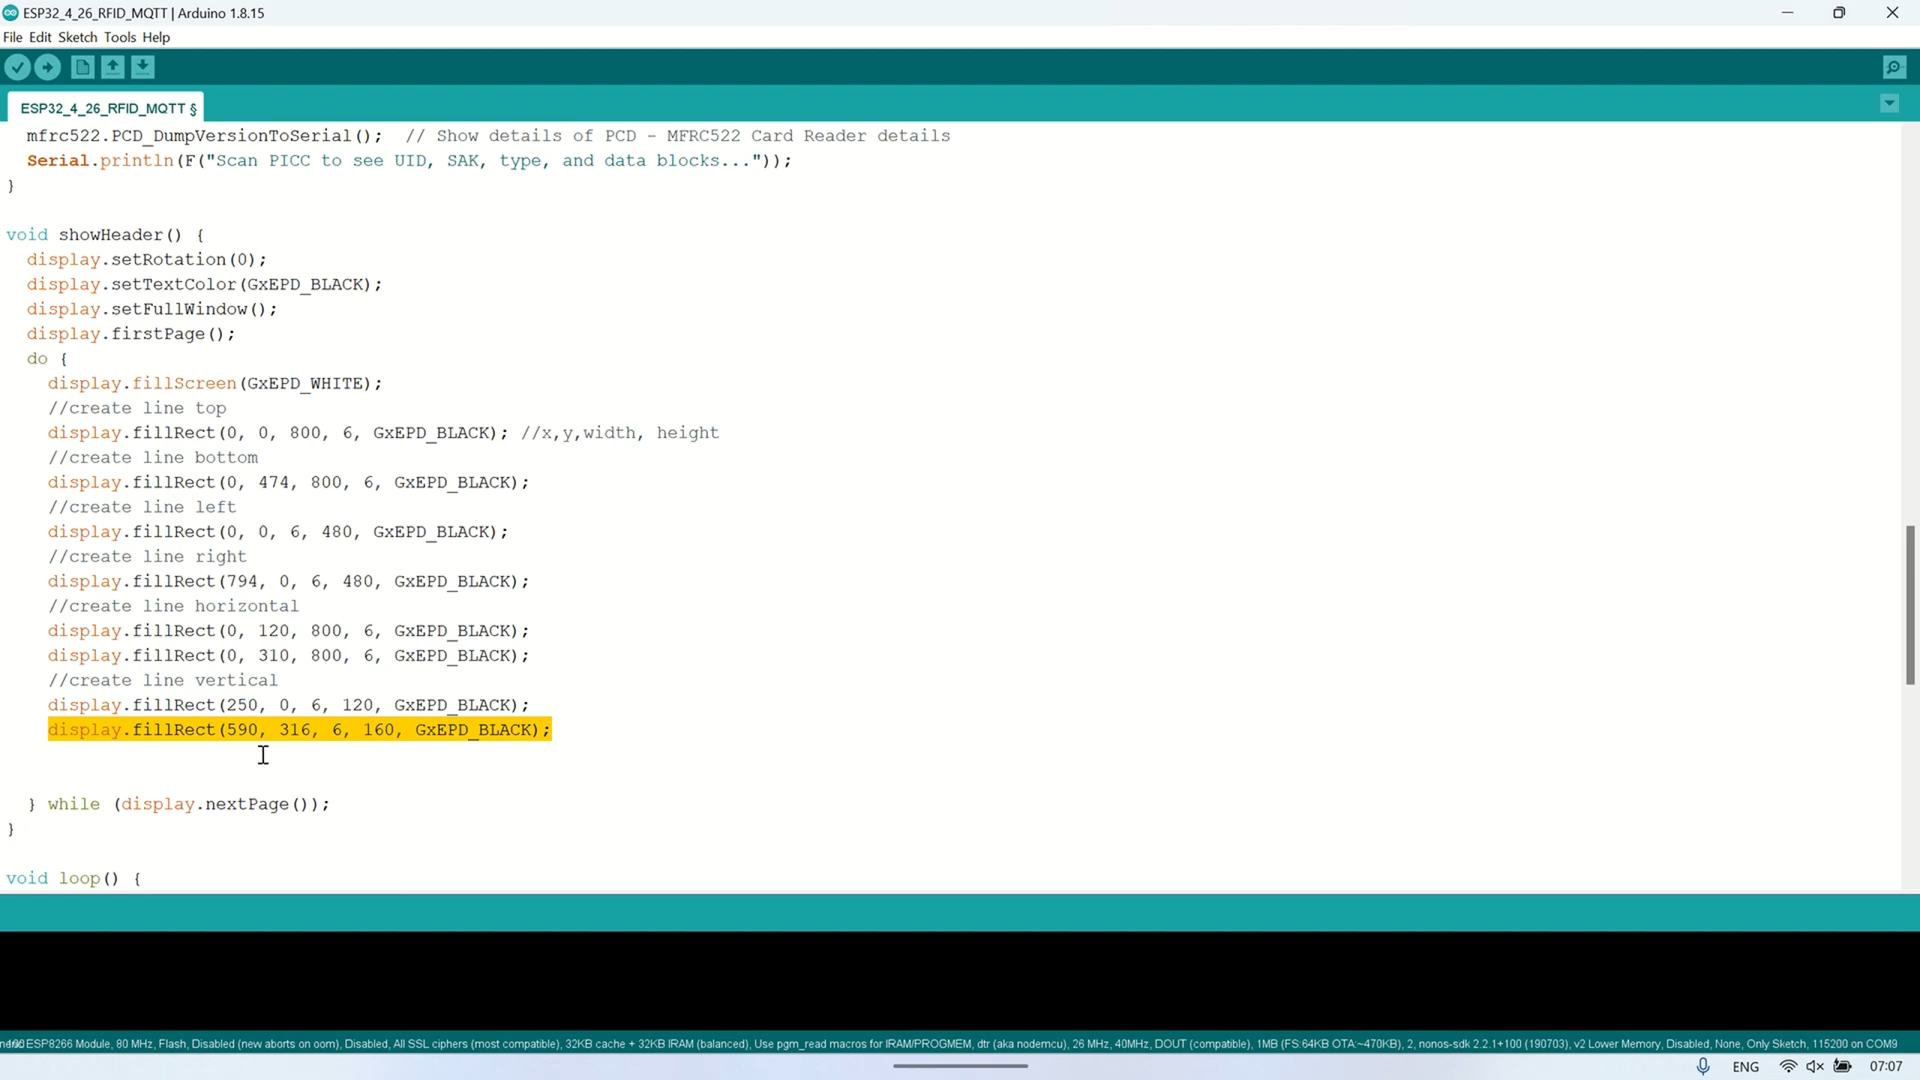 ESP32_4_26_RFID_MQTT | Arduino 1.8.15
File Edit Sketch Tools Help
ESP32_4_26_RFID_MQTT §
mfrc522.PCD_DumpVersionToSerial();  // Show details of PCD - MFRC522 Card Reader details
Serial.println(F("Scan PICC to see UID, SAK, type, and data blocks..."));
}
void showHeader() {
display.setRotation(0);
display.setTextColor(GxEPD_BLACK);
display.setFullWindow();
display.firstPage();
do {
display.fillScreen(GxEPD_WHITE);
//create line top
display.fillRect(0, 0, 800, 6, GxEPD_BLACK); //x,y,width, height
//create line bottom
display.fillRect(0, 474, 800, 6, GxEPD_BLACK);
//create line left
display.fillRect(0, 0, 6, 480, GxEPD_BLACK);
//create line right
display.fillRect(794, 0, 6, 480, GxEPD_BLACK);
//create line horizontal
display.fillRect(0, 120, 800, 6, GxEPD_BLACK);
display.fillRect(0, 310, 800, 6, GxEPD_BLACK);
//create line vertical
display.fillRect(250, 0, 6, 120, GxEPD_BLACK);
display.fillRect(590, 316, 6, 160, GxEPD_BLACK);
} while (display.nextPage());
}
void loop() {
ESP8266 Module, 80 MHz, Flash, Disabled (new aborts on oom), Disabled, All SSL ciphers (most compatible), 32KB cache + 32KB IRAM (balanced), Use pgm_read macros for IRAM/PROGMEM, dtr (aka nodemcu), 26 MHz, 40MHz, DOUT (compatible), 1MB (FS:64KB OTA:~470KB), 2, nonos-sdk 2.2.1+100 (190703), v2 Lower Memory, Disabled, None, Only Sketch, 115200 on COM9
ENG 07:07